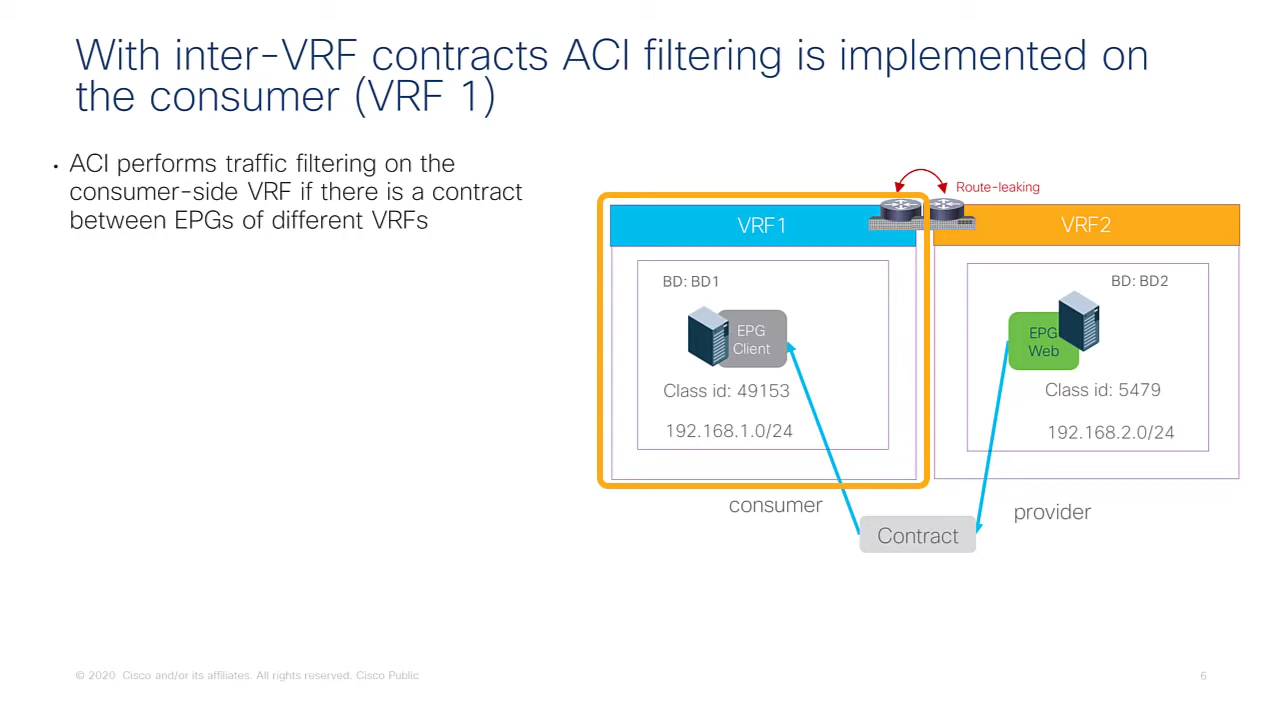 With inter-VRF contracts ACI filtering is implemented on
the consumer (VRF 1)
• ACI performs traffic filtering on the
consumer-side VRF if there is a contract
between EPGs of different VRFs
Route-leaking
VRF1
VRF2
BD: BD1
BD: BD2
EPG
Client
EPG
Web
Class id: 49153
Class id: 5479
192.168.1.0/24
192.168.2.0/24
consumer
provider
Contract
© 2020 Cisco and/or its affiliates. All rights reserved. Cisco Public
6